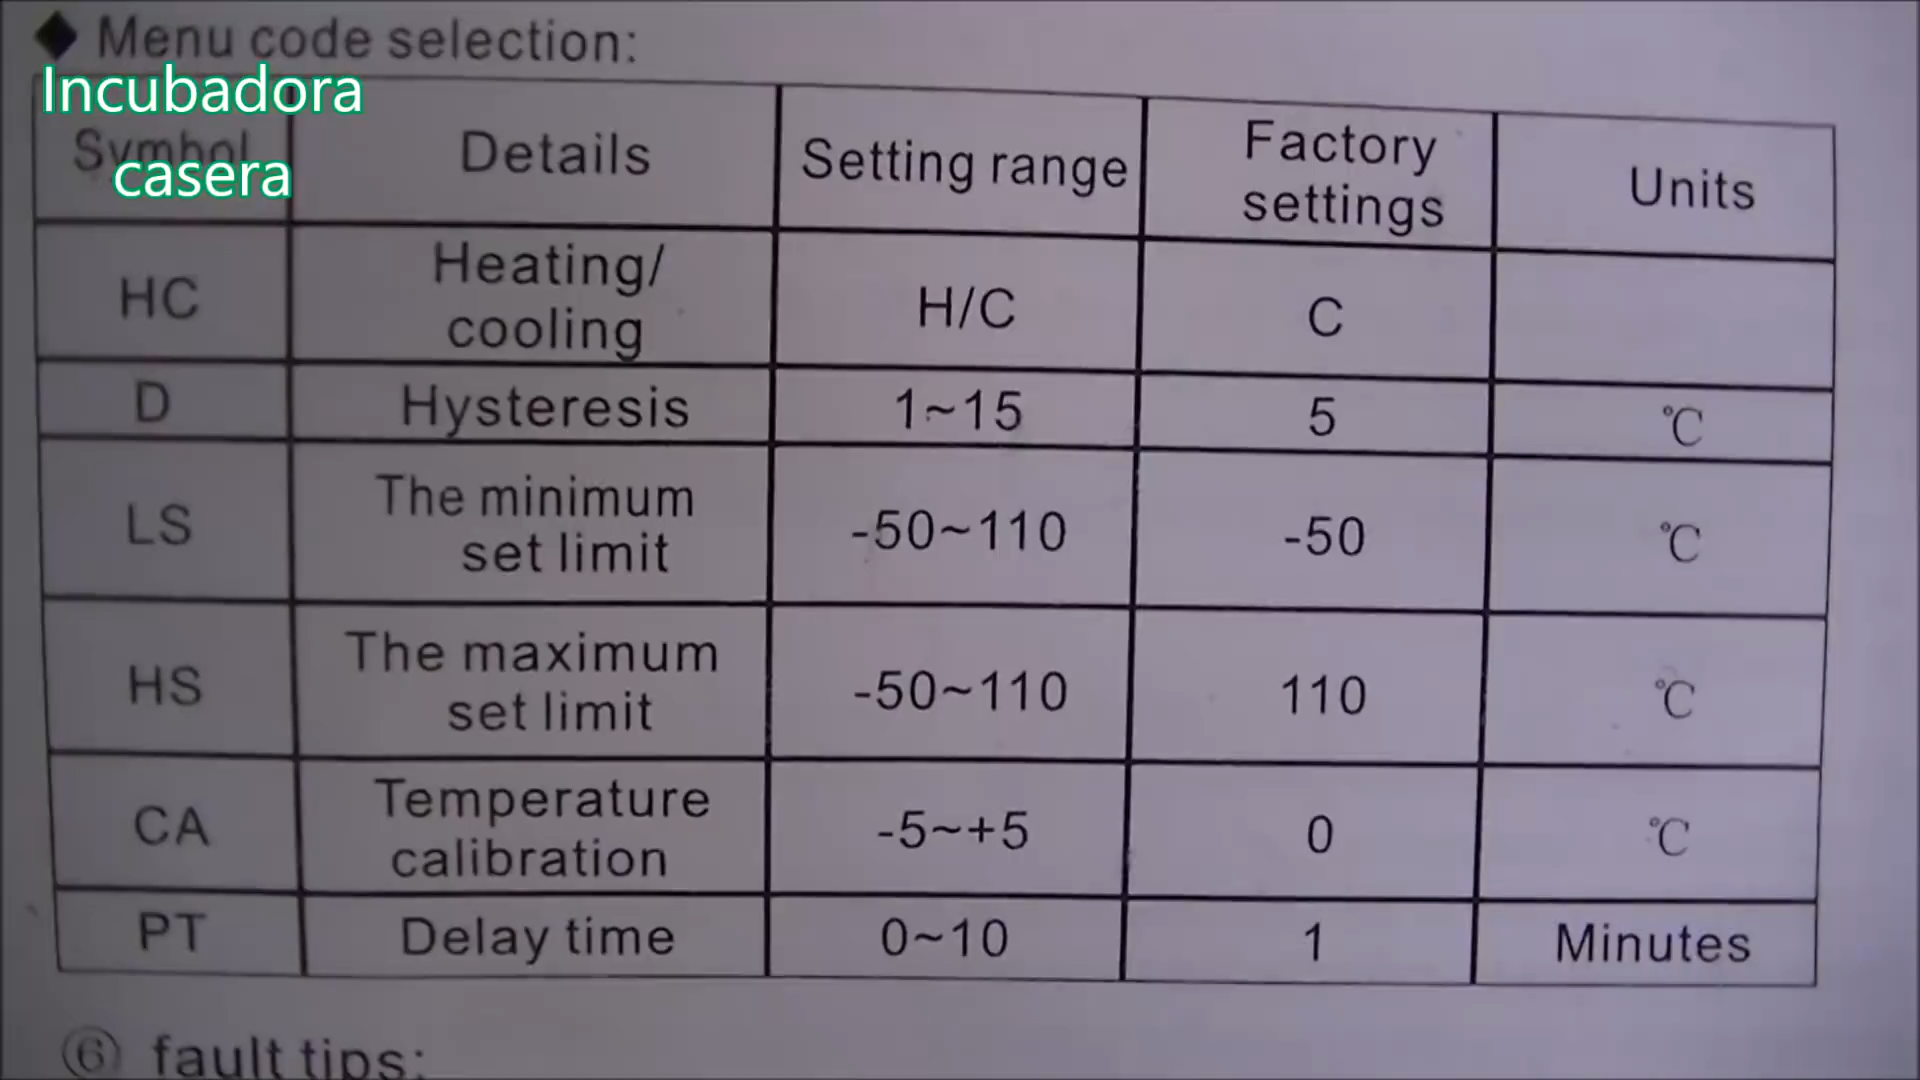 ◆ Menu code selection:
Incubadora
casera
Symbol Details Setting range Factory settings Units
HC Heating/cooling H/C C
D Hysteresis 1~15 5 ℃
LS The minimum set limit -50~110 -50 ℃
HS The maximum set limit -50~110 110 ℃
CA Temperature calibration -5~+5 0 ℃
PT Delay time 0~10 1 Minutes
⑥ fault tips: